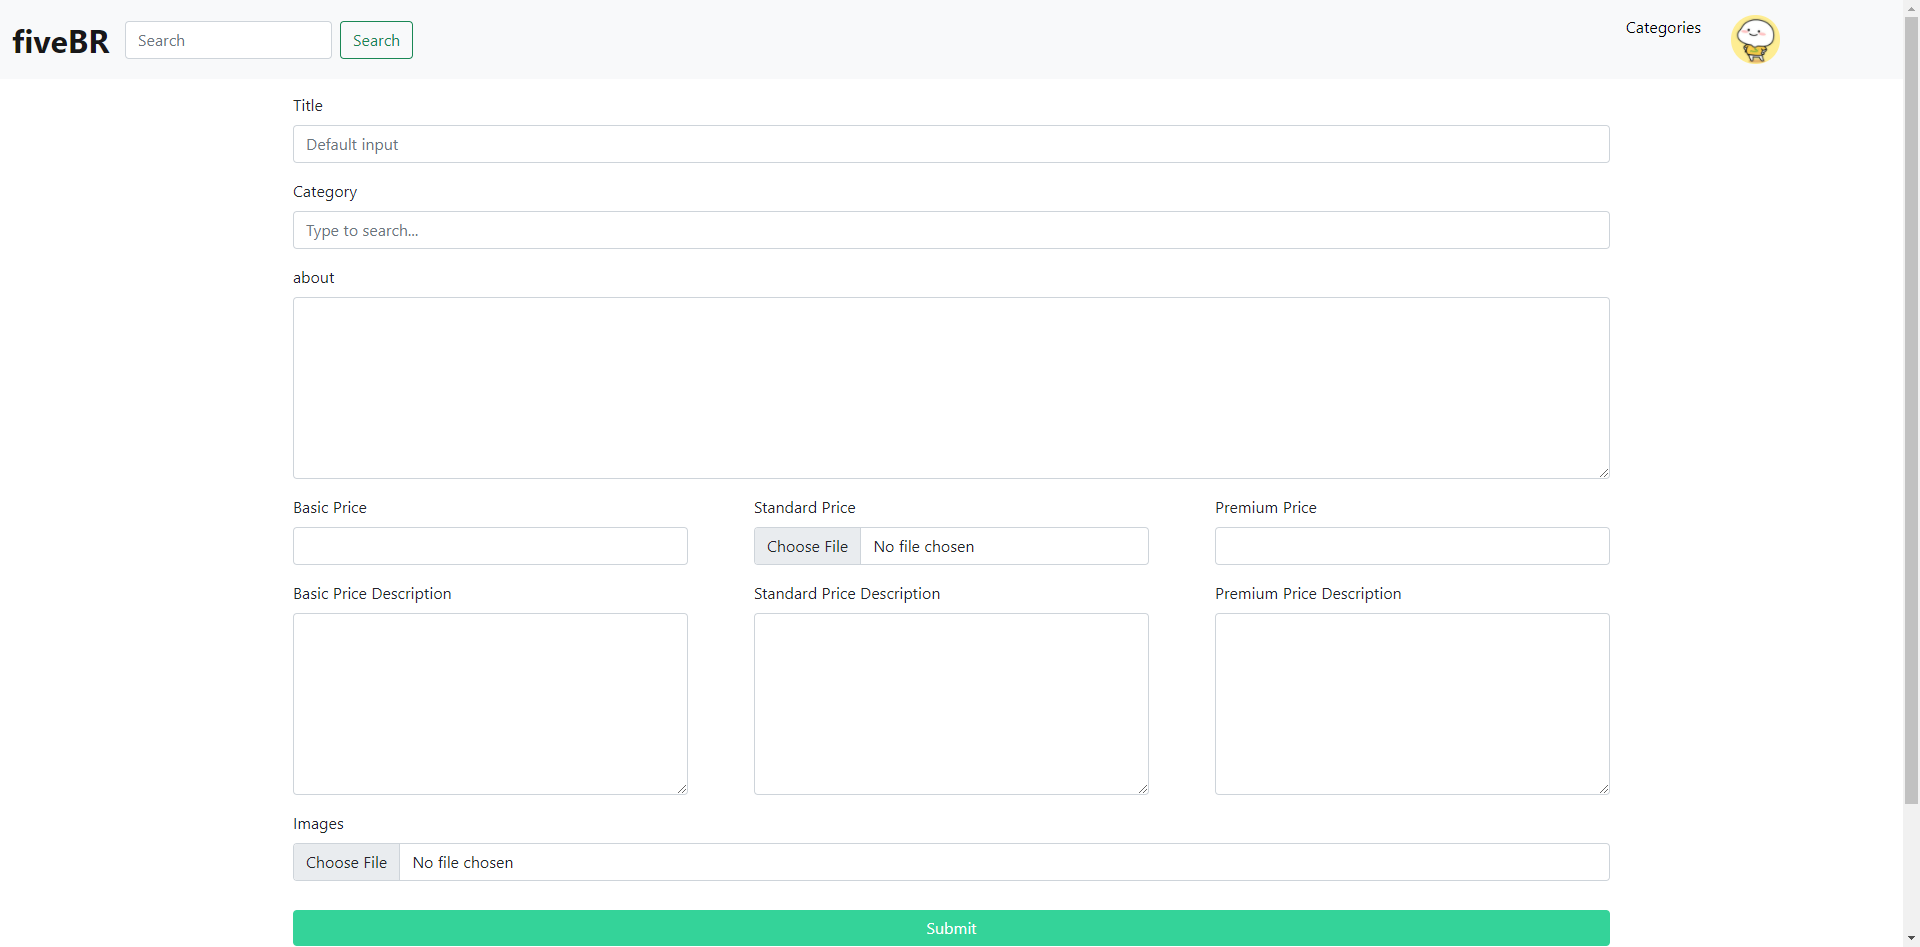 fiveBR Search Search Categories
Title
Default input
Category
Type to search...
about
Basic Price Standard Price Premium Price
Choose File No file chosen
Basic Price Description Standard Price Description Premium Price Description
Images
Choose File No file chosen
Submit